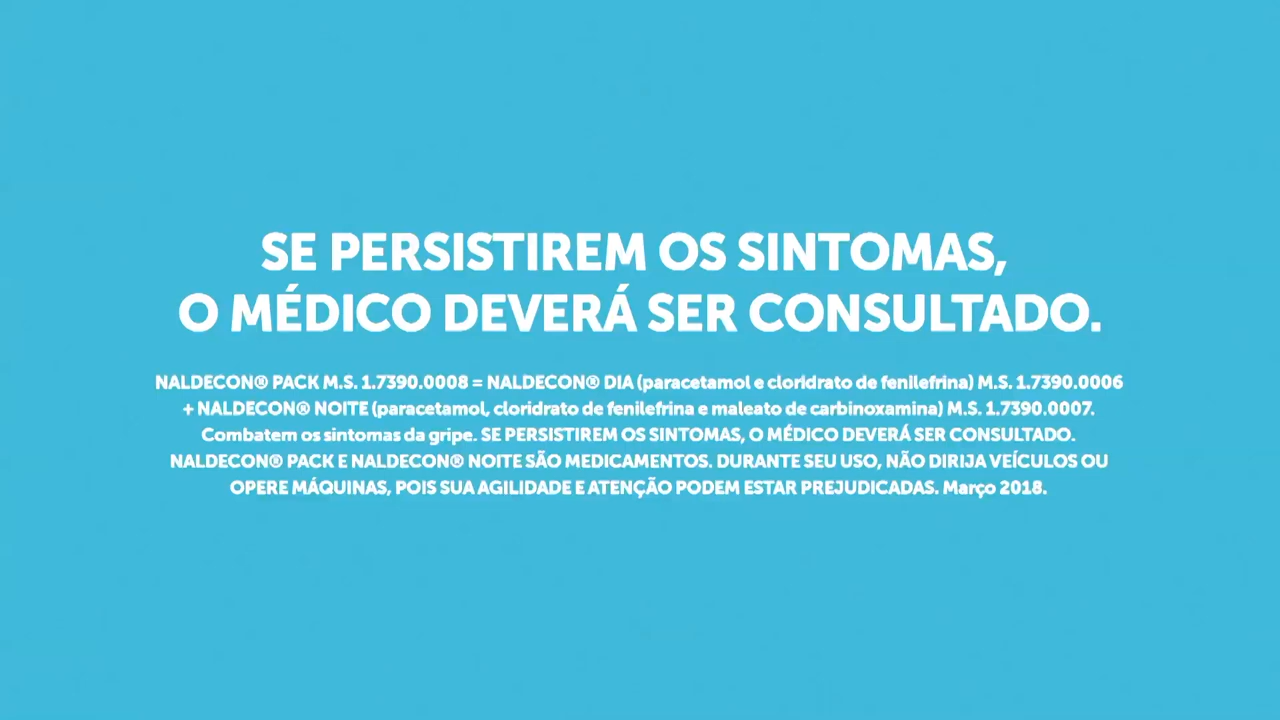 SE PERSISTIREM OS SINTOMAS,
O MÉDICO DEVERÁ SER CONSULTADO.
NALDECON® PACK M.S. 1.7390.0008 = NALDECON® DIA (paracetamol e cloridrato de fenilefrina) M.S. 1.7390.0006
+ NALDECON® NOITE (paracetamol, cloridrato de fenilefrina e maleato de carbinoxamina) M.S. 1.7390.0007.
Combatem os sintomas da gripe. SE PERSISTIREM OS SINTOMAS, O MÉDICO DEVERÁ SER CONSULTADO.
NALDECON® PACK E NALDECON® NOITE SÃO MEDICAMENTOS. DURANTE SEU USO, NÃO DIRIJA VEÍCULOS OU
OPERE MÁQUINAS, POIS SUA AGILIDADE E ATENÇÃO PODEM ESTAR PREJUDICADAS. Março 2018.